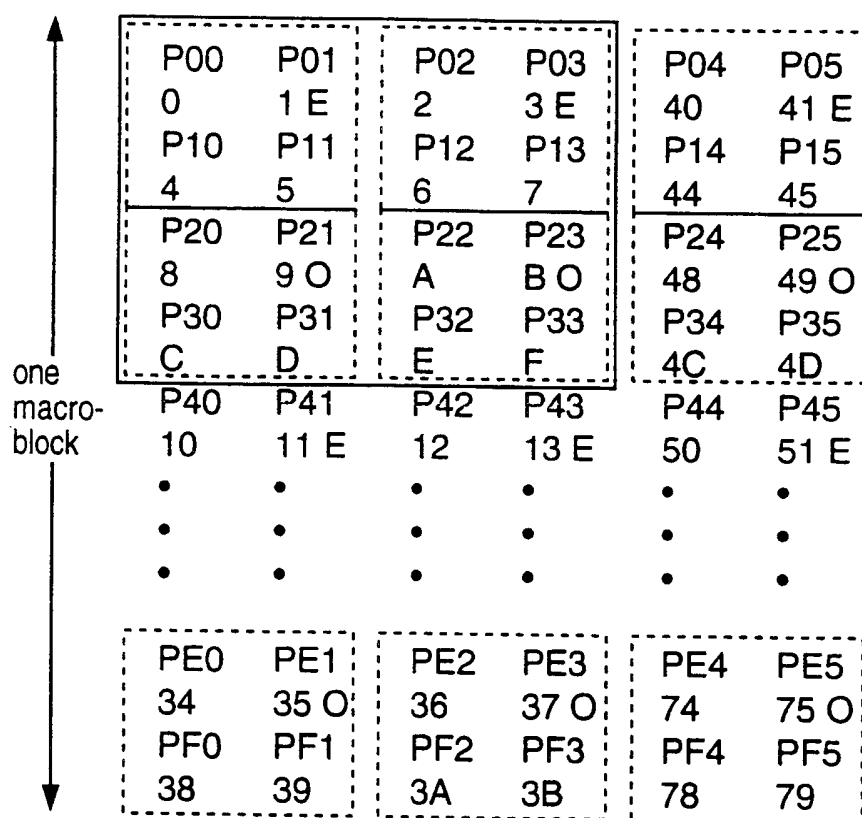 P00 P01 P02 P03 P04 P05
0 1 E 2 3 E 40 41 E
P10 P11 P12 P13 P14 P15
4 5 6 7 44 45
P20 P21 P22 P23 P24 P25
8 9 O A B O 48 49 O
P30 P31 P32 P33 P34 P35
C D E F 4C 4D
one
macro-
block
P40 P41 P42 P43 P44 P45
10 11 E 12 13 E 50 51 E
PE0 PE1 PE2 PE3 PE4 PE5
34 35 O 36 37 O 74 75 O
PF0 PF1 PF2 PF3 PF4 PF5
38 39 3A 3B 78 79